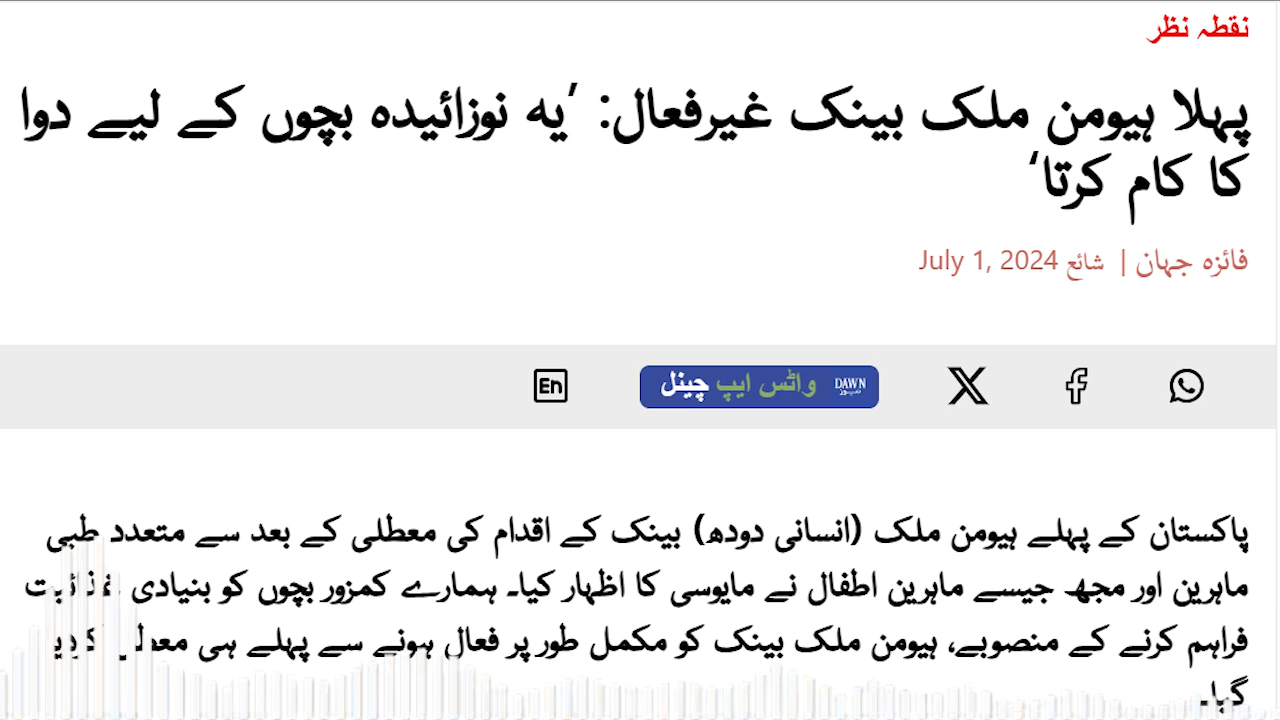 نقطہ نظر
پہلا ہیومن ملک بینک غیرفعال: ’یہ نوزائیدہ بچوں کے لیے دوا
کا کام کرتا‘
فائزہ جہان | شائع July 1, 2024
DAWN نیوز واٹس ایپ چینل En
پاکستان کے پہلے ہیومن ملک (انسانی دودھ) بینک کے اقدام کی معطلی کے بعد سے متعدد طبی
ماہرین اور مجھ جیسے ماہرین اطفال نے مایوسی کا اظہار کیا۔ ہمارے کمزور بچوں کو بنیادی غذائیت
فراہم کرنے کے منصوبے، ہیومن ملک بینک کو مکمل طور پر فعال ہونے سے پہلے ہی معطل کردیا
گیا۔